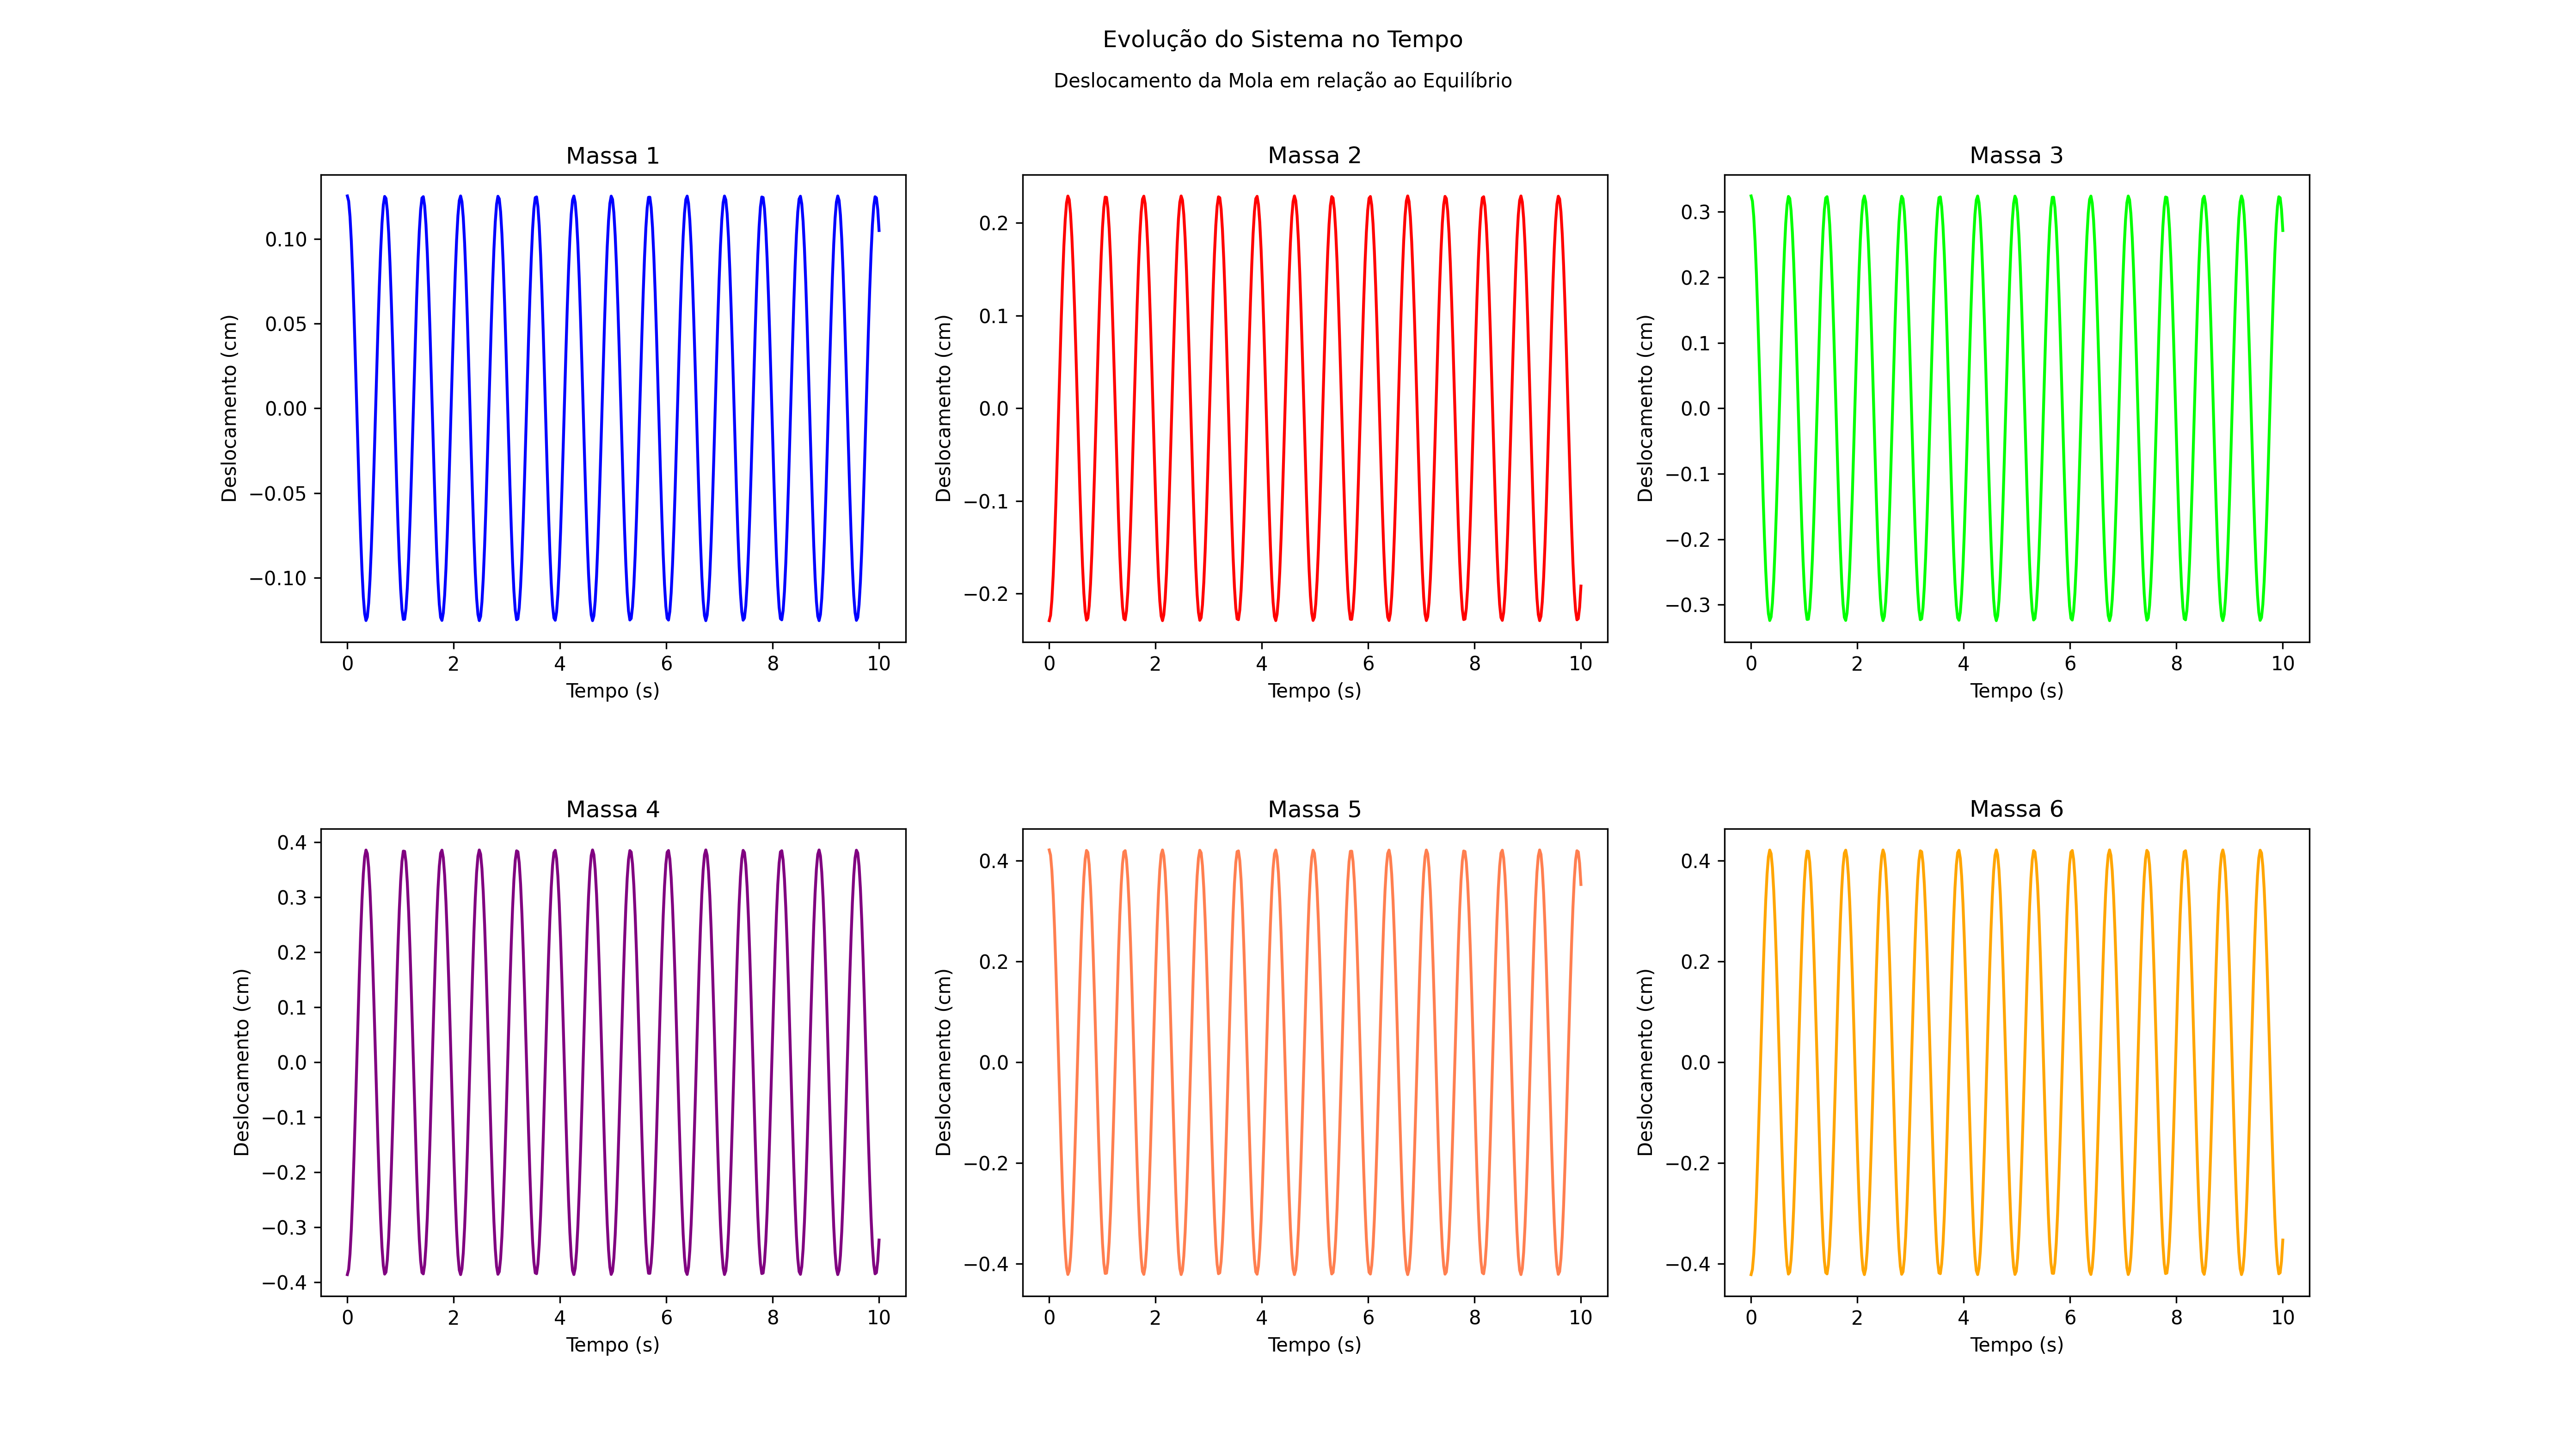 Evolução do Sistema no Tempo
Deslocamento da Mola em relação ao Equilíbrio
Massa 1
Deslocamento (cm)
0.10
0.05
0.00
−0.05
−0.10
0 2 4 6 8 10
Tempo (s)
Massa 2
Deslocamento (cm)
0.2
0.1
0.0
−0.1
−0.2
0 2 4 6 8 10
Tempo (s)
Massa 3
Deslocamento (cm)
0.3
0.2
0.1
0.0
−0.1
−0.2
−0.3
0 2 4 6 8 10
Tempo (s)
Massa 4
Deslocamento (cm)
0.4
0.3
0.2
0.1
0.0
−0.1
−0.2
−0.3
−0.4
0 2 4 6 8 10
Tempo (s)
Massa 5
Deslocamento (cm)
0.4
0.2
0.0
−0.2
−0.4
0 2 4 6 8 10
Tempo (s)
Massa 6
Deslocamento (cm)
0.4
0.2
0.0
−0.2
−0.4
0 2 4 6 8 10
Tempo (s)